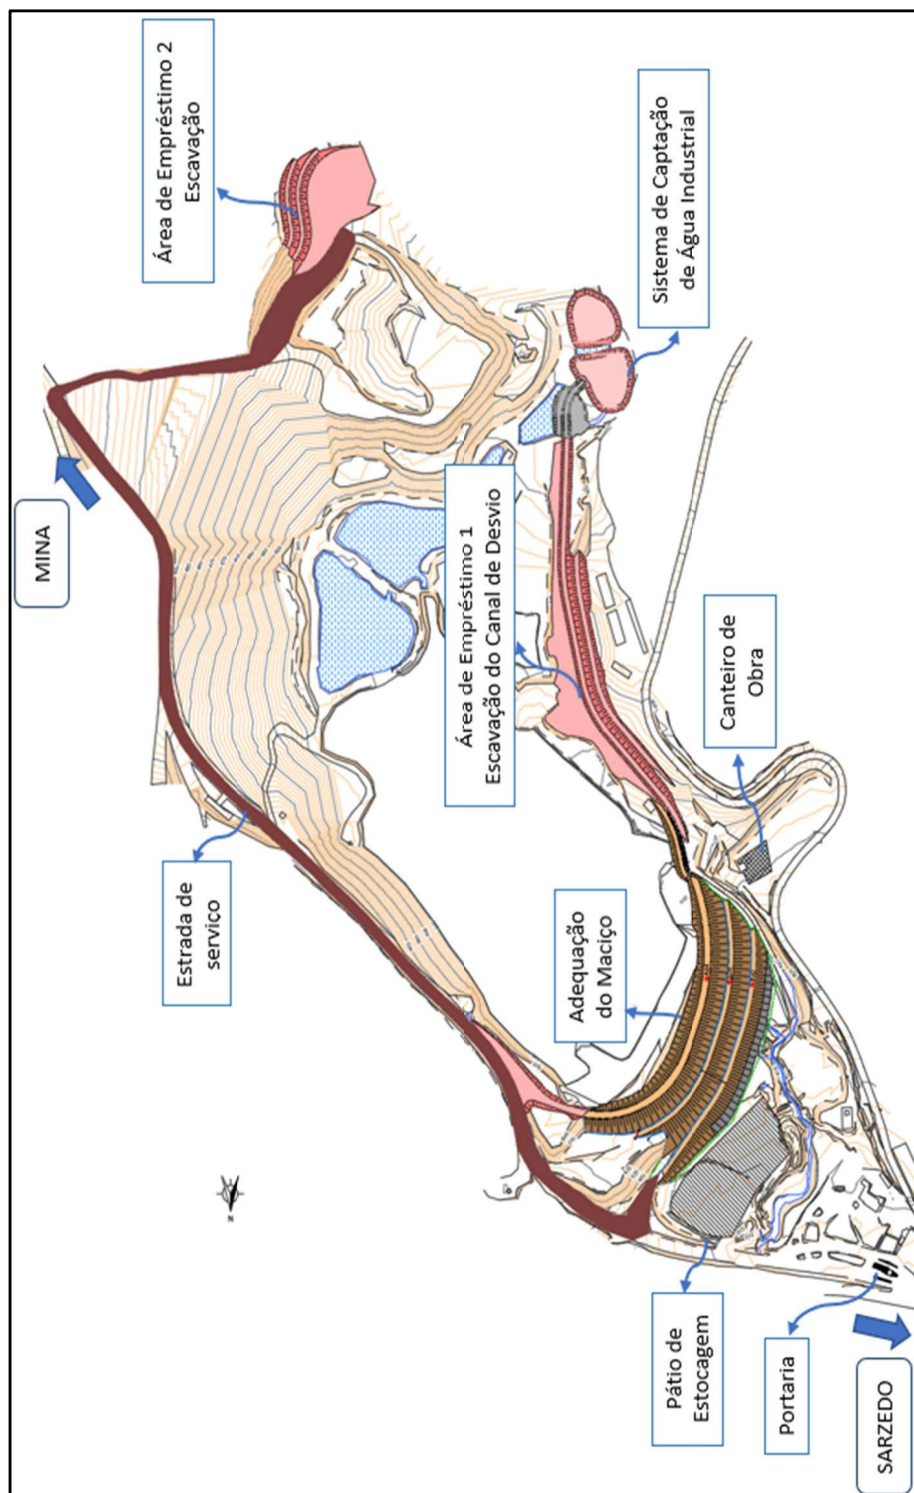 MINA
Área de Empréstimo 2
Escavação
Estrada de
serviço
Área de Empréstimo 1
Escavação do Canal de Desvio
Sistema de Captação
de Água Industrial
Adequação
do Maciço
Canteiro de
Obra
Pátio de
Estocagem
Portaria
SARZEDO
N